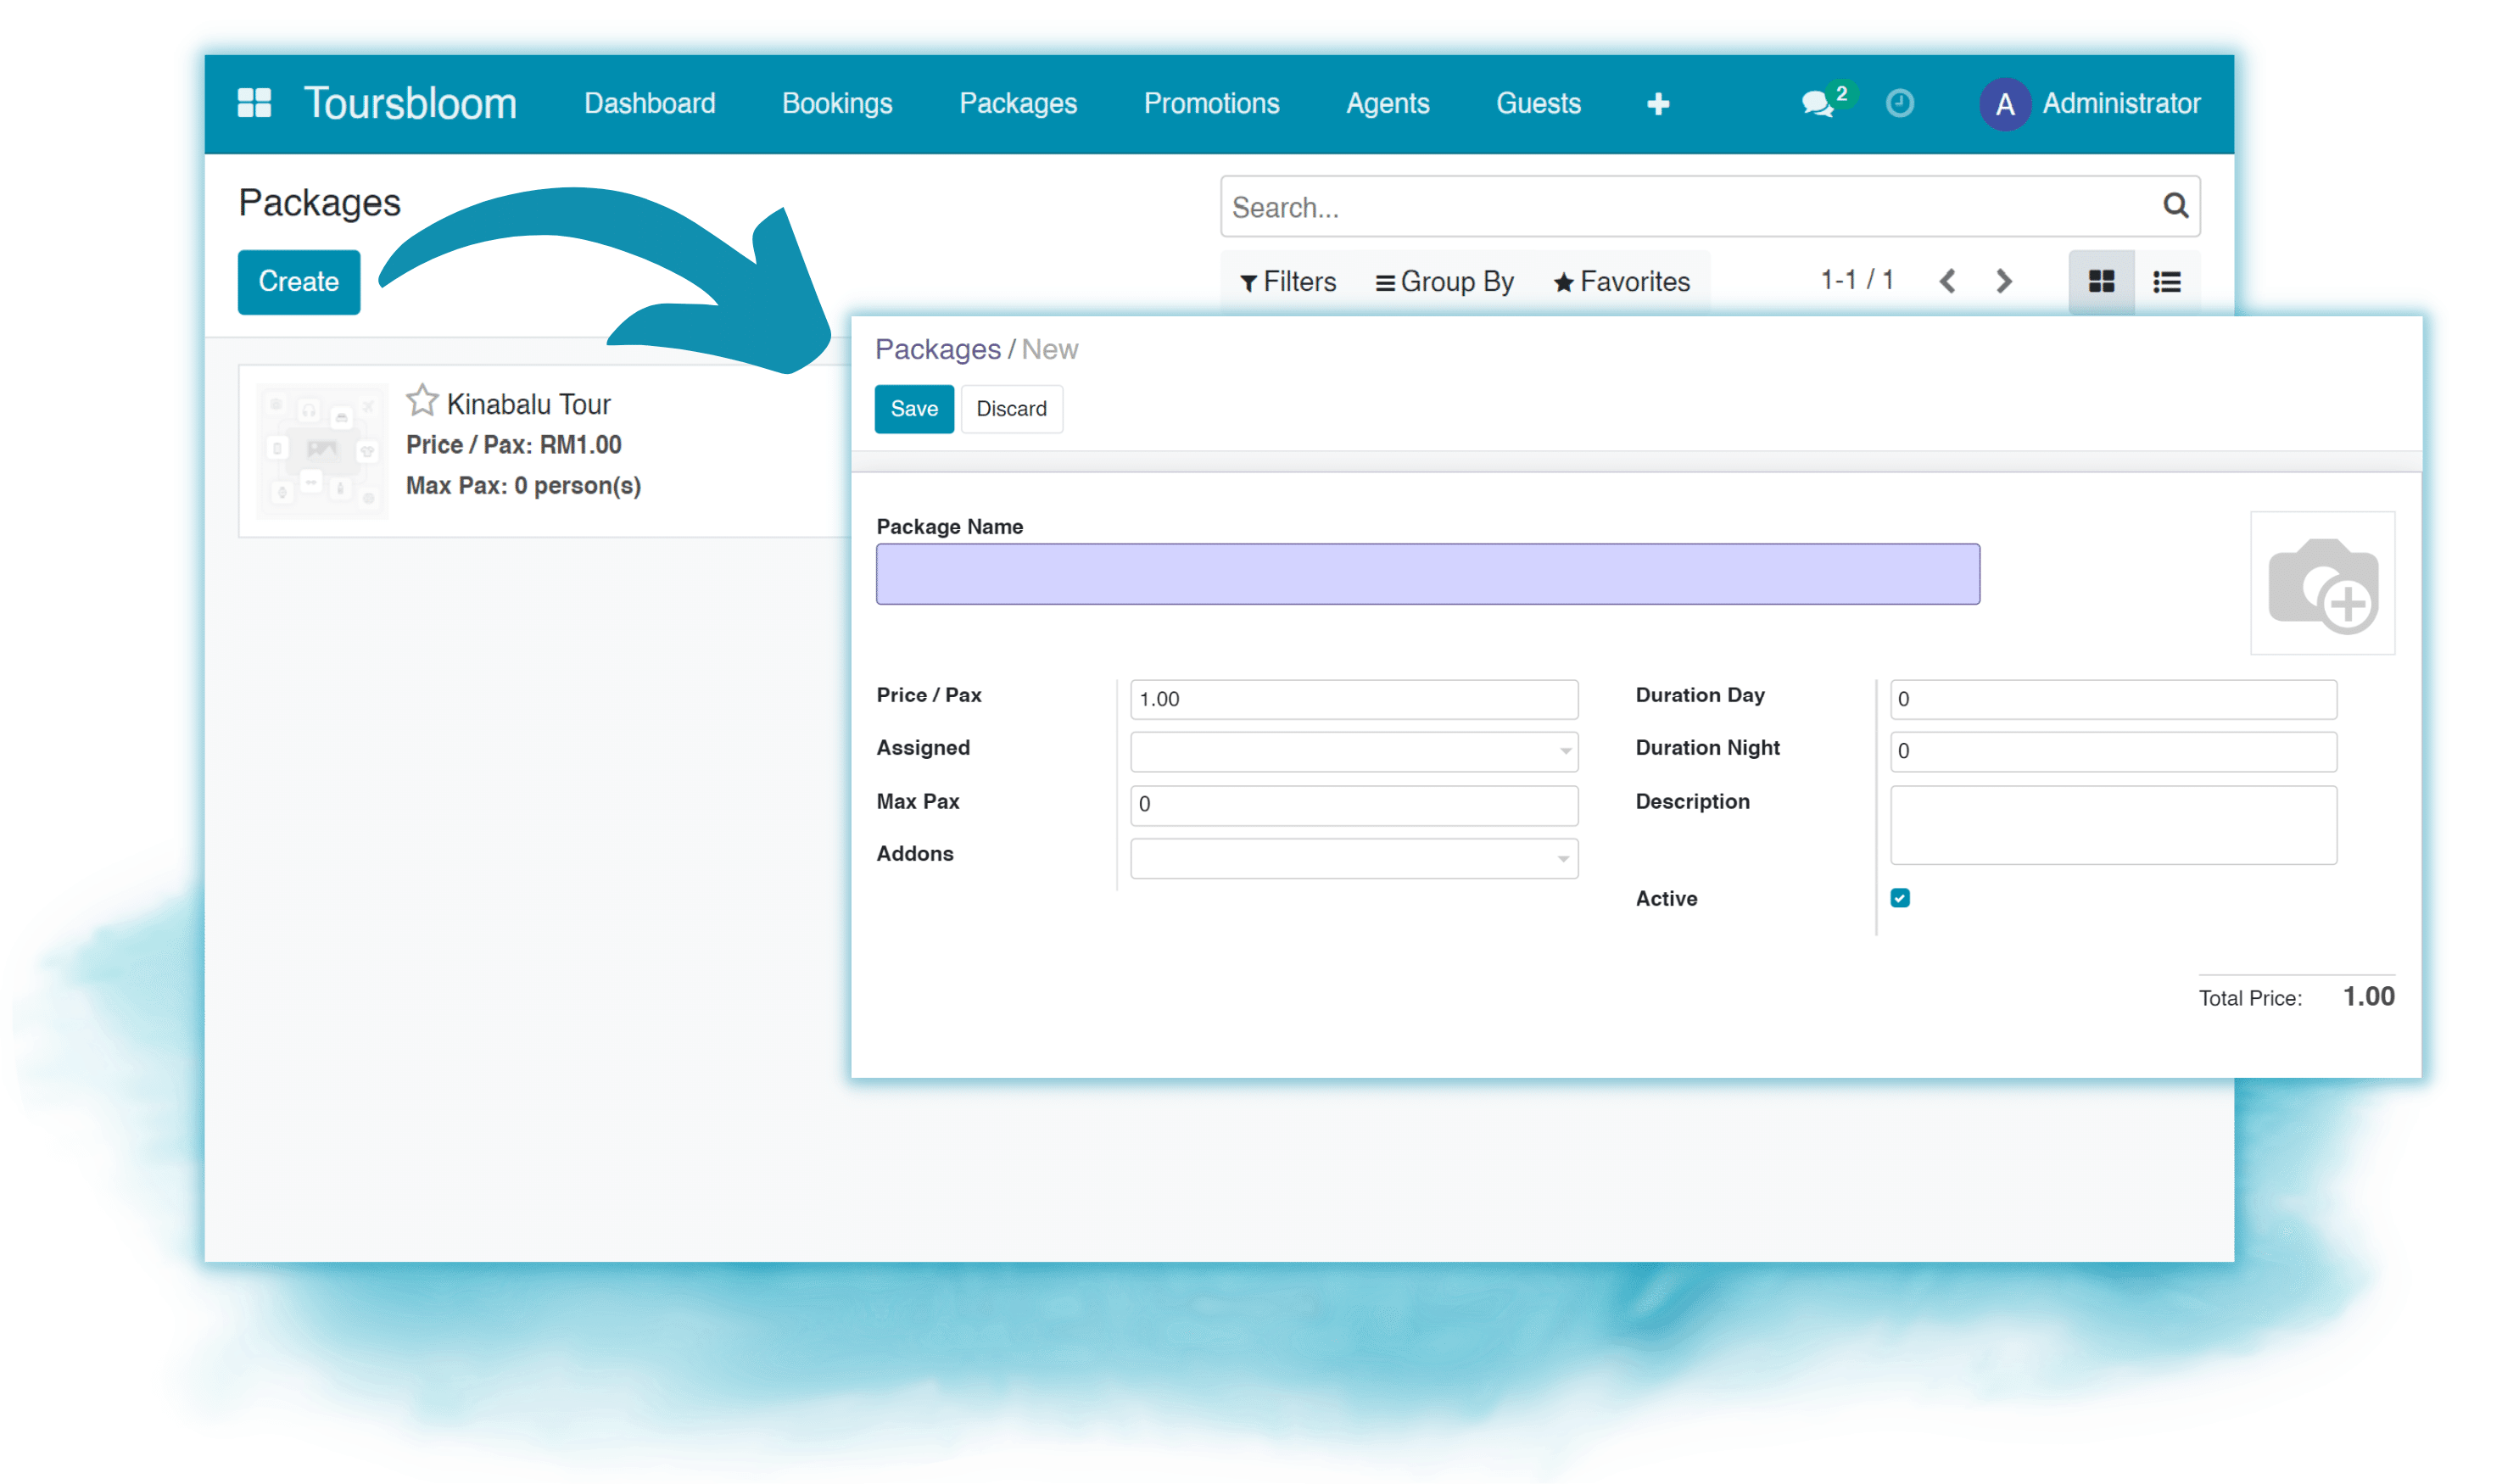 Toursbloom Dashboard Bookings Packages Promotions Agents Guests 2 A Administrator
Packages
Search...
Create
Filters Group By Favorites 1-1 / 1
Kinabalu Tour
Price / Pax: RM1.00
Max Pax: 0 person(s)
Packages / New
Save Discard
Package Name
Price / Pax 1.00
Assigned
Max Pax 0
Addons
Duration Day 0
Duration Night 0
Description
Active
Total Price: 1.00